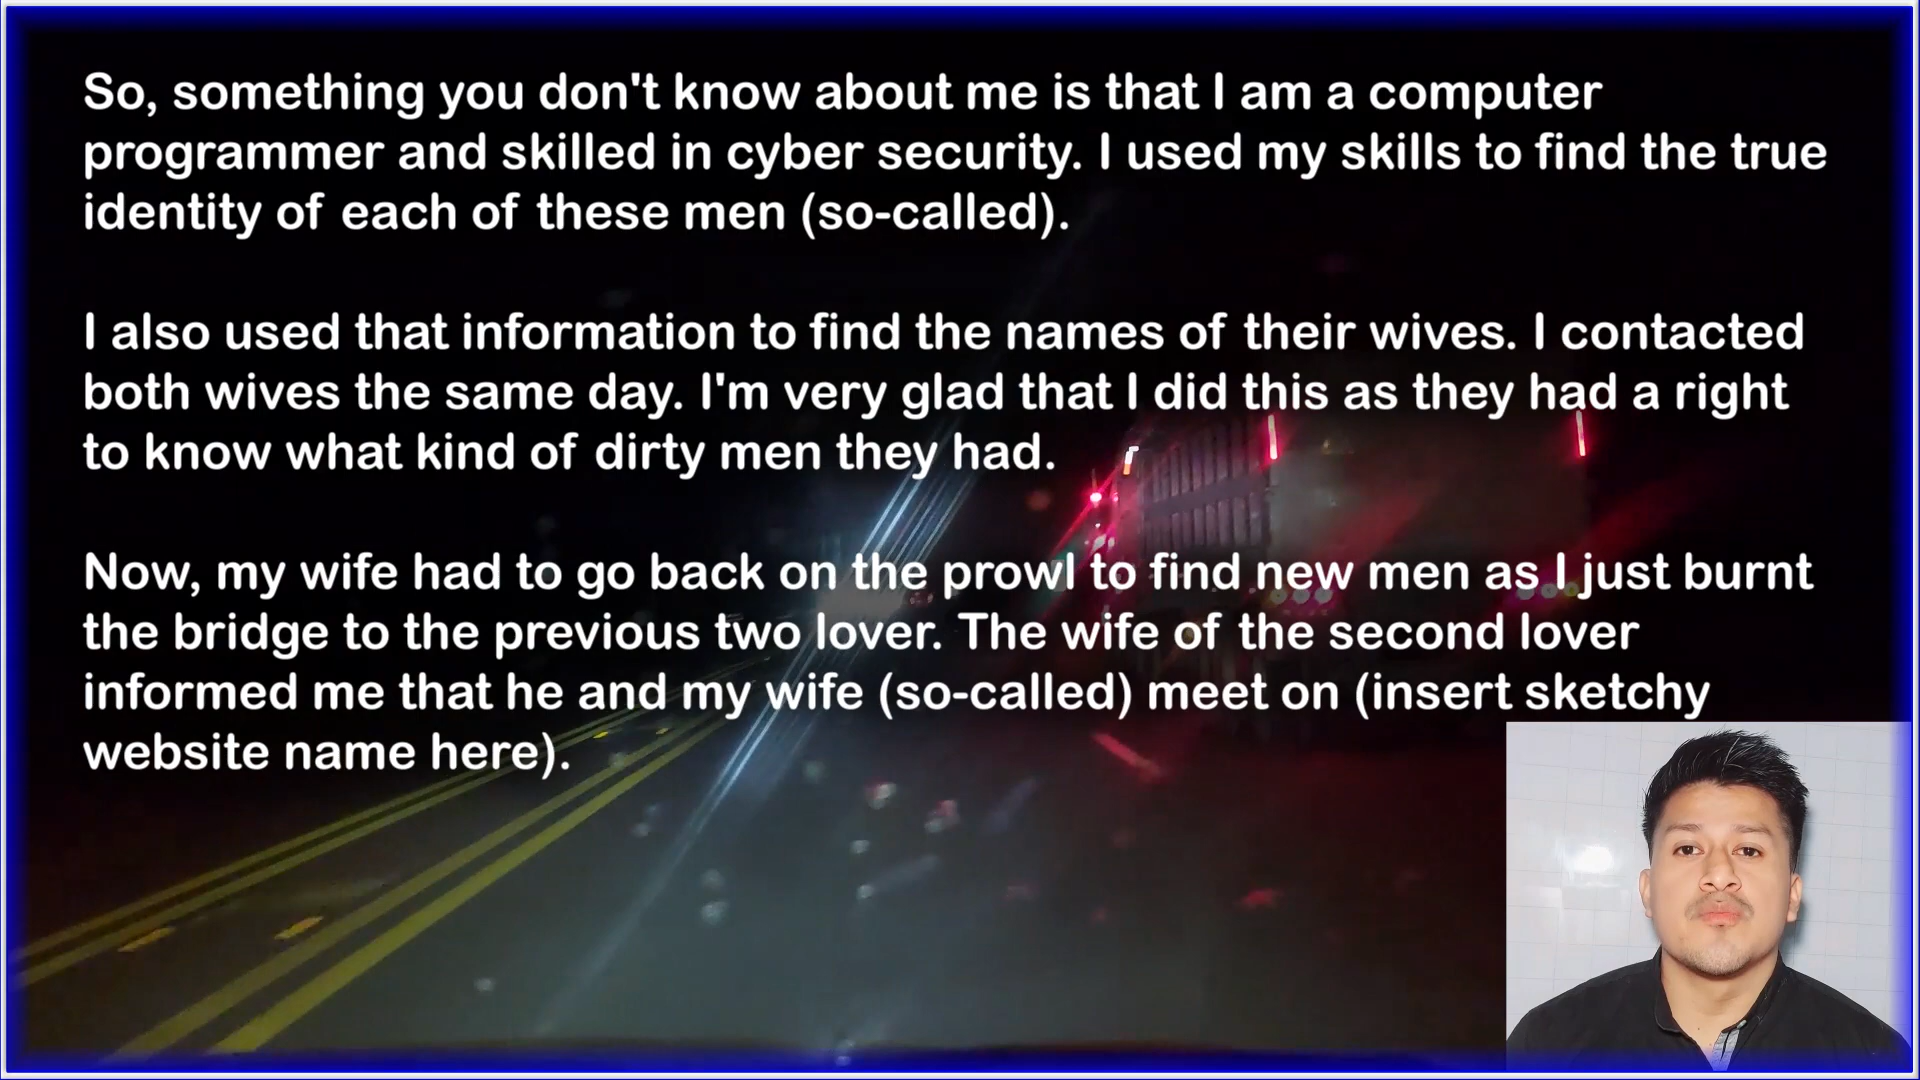 So, something you don't know about me is that I am a computer
programmer and skilled in cyber security. I used my skills to find the true
identity of each of these men (so-called).
I also used that information to find the names of their wives. I contacted
both wives the same day. I'm very glad that I did this as they had a right
to know what kind of dirty men they had.
Now, my wife had to go back on the prowl to find new men as I just burnt
the bridge to the previous two lover. The wife of the second lover
informed me that he and my wife (so-called) meet on (insert sketchy
website name here).